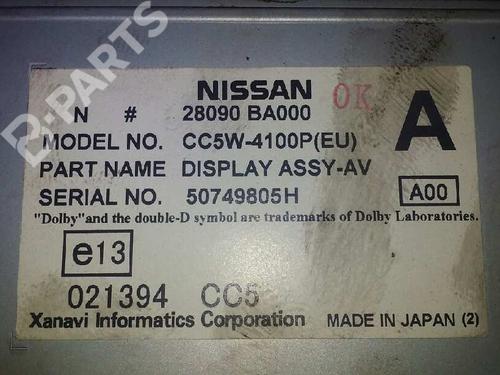 B-PARTS
NISSAN OK
N # 28090 BA000 A
MODEL NO. CC5W-4100P(EU)
PART NAME DISPLAY ASSY-AV
SERIAL NO. 50749805H A00
"Dolby"and the double-D symbol are trademarks of Dolby Laboratories.
e13
021394 CC5
Xanavi Informatics Corporation MADE IN JAPAN (2)